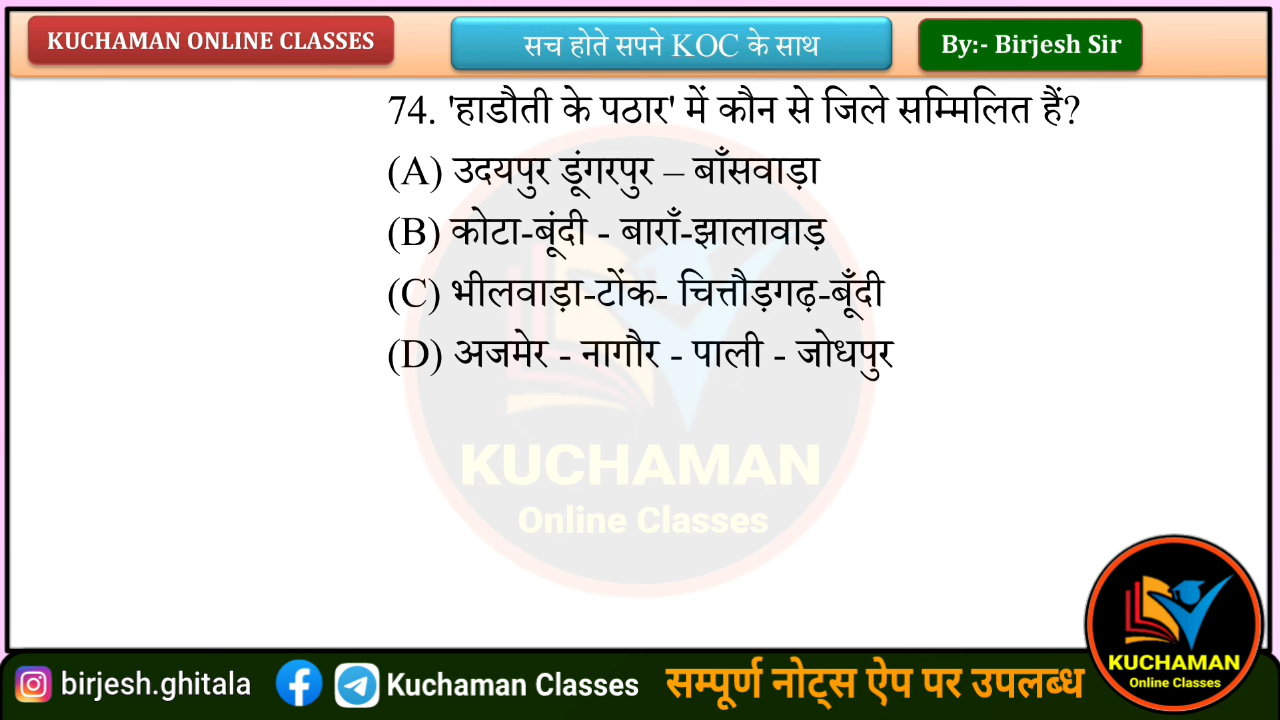 KUCHAMAN ONLINE CLASSES
सच होते सपने KOC के साथ
By:- Birjesh Sir
74. 'हाडौती के पठार' में कौन से जिले सम्मिलित हैं?
(A) उदयपुर डूंगरपुर – बाँसवाड़ा
(B) कोटा-बूंदी - बाराँ-झालावाड़
(C) भीलवाड़ा-टोंक- चित्तौड़गढ़-बूँदी
(D) अजमेर - नागौर - पाली - जोधपुर
KUCHAMAN
Online Classes
KUCHAMAN
Online Classes
birjesh.ghitala
Kuchaman Classes
सम्पूर्ण नोट्स ऐप पर उपलब्ध